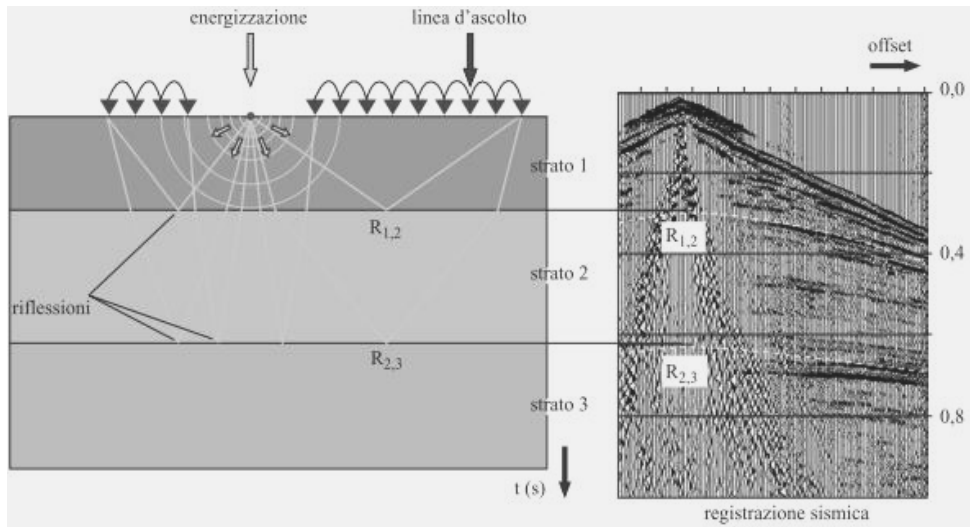 energizzazione
linea d'ascolto
offset
0,0
strato 1
R1,2
R1,2
0,4
strato 2
riflessioni
R2,3
R2,3
strato 3
0,8
t (s)
registrazione sismica